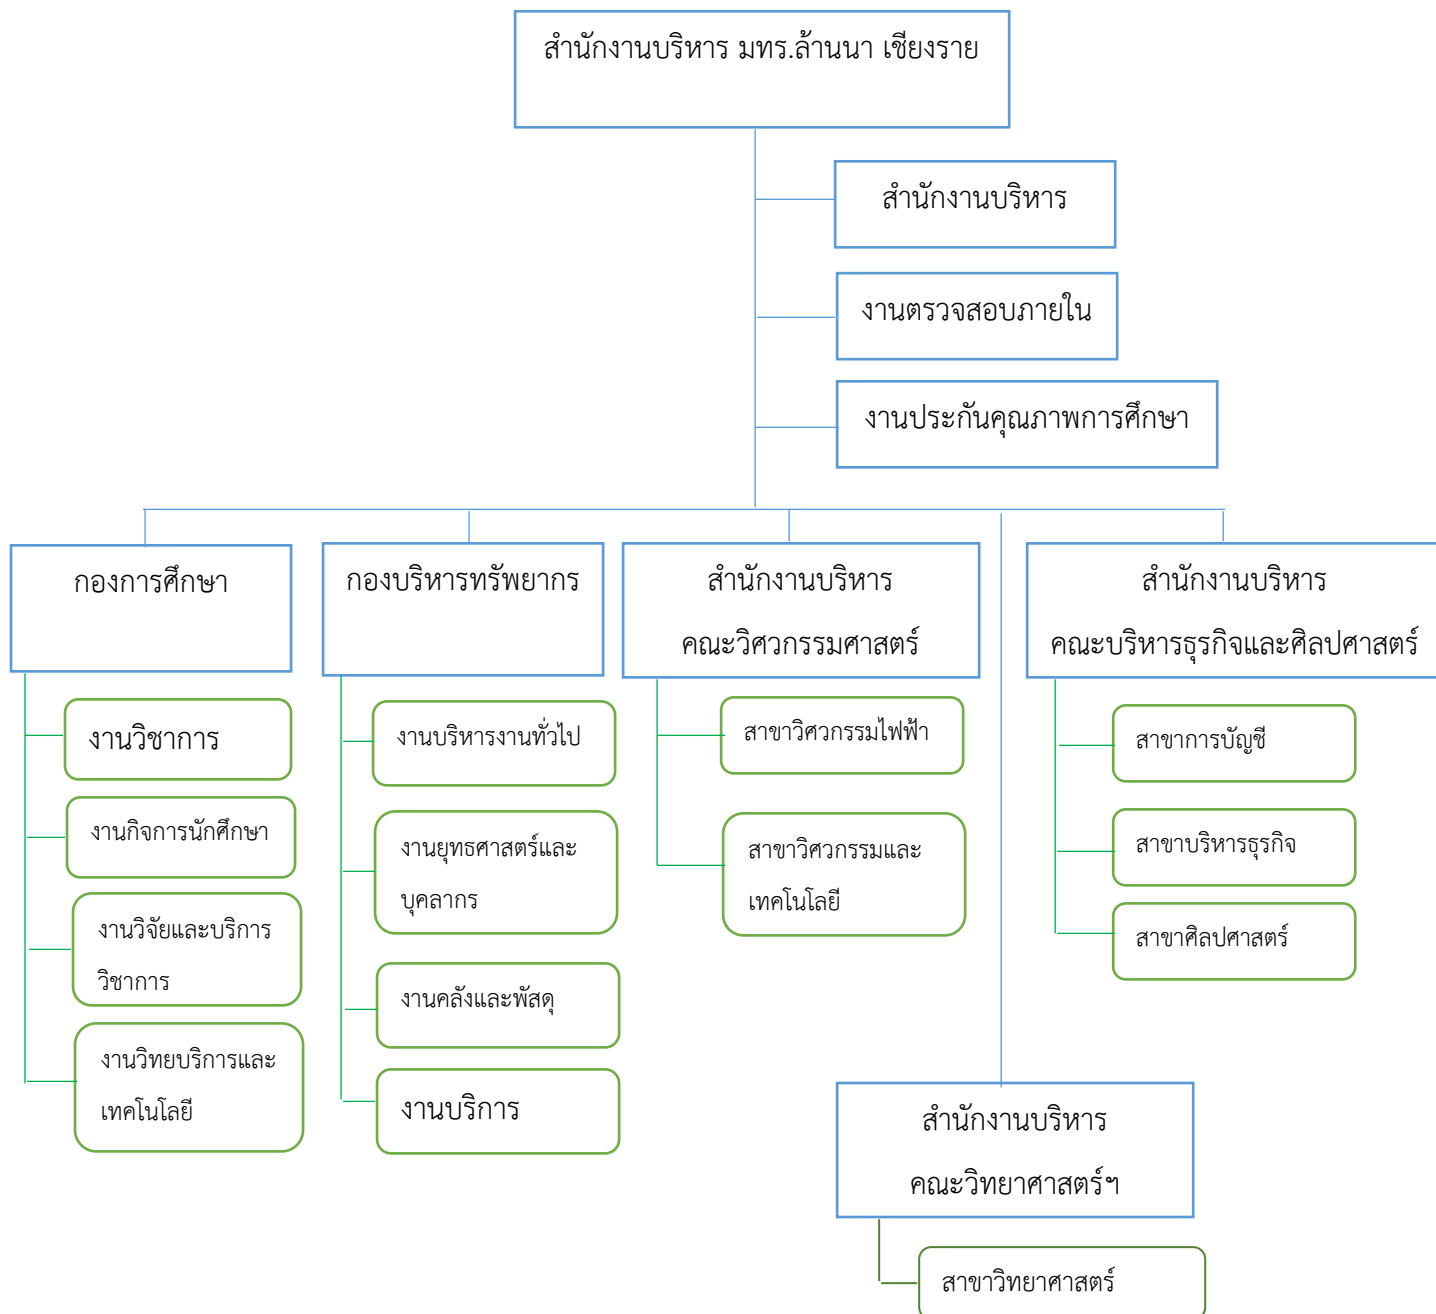 สำนักงานบริหาร มทร.ล้านนา เชียงราย
สำนักงานบริหาร
งานตรวจสอบภายใน
งานประกันคุณภาพการศึกษา
กองการศึกษา
งานวิชาการ
งานกิจการนักศึกษา
งานวิจัยและบริการ
วิชาการ
งานวิทยบริการและ
เทคโนโลยี
กองบริหารทรัพยากร
งานบริหารงานทั่วไป
งานยุทธศาสตร์และ
บุคลากร
งานคลังและพัสดุ
งานบริการ
สำนักงานบริหาร
คณะวิศวกรรมศาสตร์
สาขาวิศวกรรมไฟฟ้า
สาขาวิศวกรรมและ
เทคโนโลยี
สำนักงานบริหาร
คณะบริหารธุรกิจและศิลปศาสตร์
สาขาการบัญชี
สาขาบริหารธุรกิจ
สาขาศิลปศาสตร์
สำนักงานบริหาร
คณะวิทยาศาสตร์ฯ
สาขาวิทยาศาสตร์